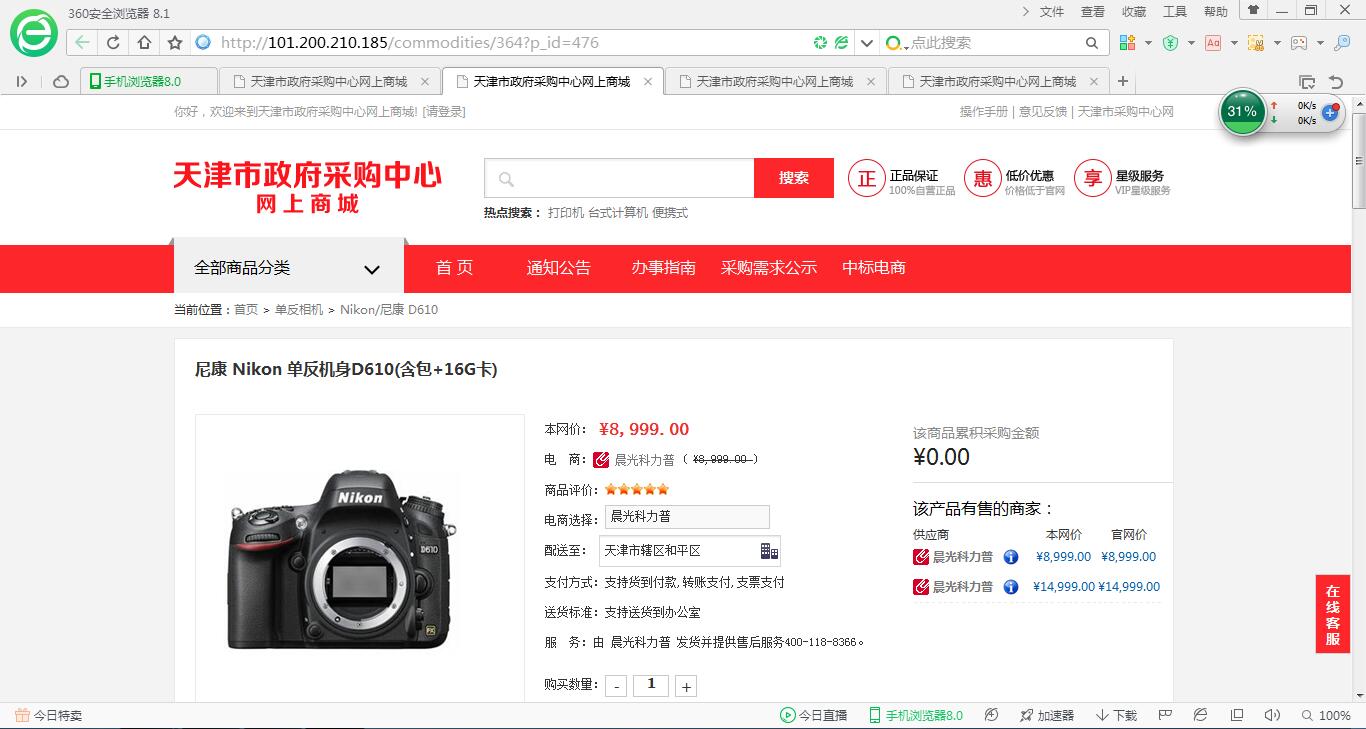 360安全浏览器 8.1
文件 查看 收藏 工具 帮助
http://101.200.210.185/commodities/364?p_id=476
点此搜索
手机浏览器8.0
天津市政府采购中心网上商城
天津市政府采购中心网上商城
天津市政府采购中心网上商城
天津市政府采购中心网上商城
你好，欢迎来到天津市政府采购中心网上商城! [请登录]
操作手册 | 意见反馈 | 天津市采购中心网
31%
0K/s
0K/s
天津市政府采购中心
网上商城
搜索
热点搜索： 打印机 台式计算机 便携式
正 正品保证
100%自营正品
惠 低价优惠
价格低于官网
享 星级服务
VIP星级服务
全部商品分类
首 页 通知公告 办事指南 采购需求公示 中标电商
当前位置：首页 > 单反相机 > Nikon/尼康 D610
尼康 Nikon 单反机身D610(含包+16G卡)
Nikon
D610
FX
本网价： ¥8,999.00
电 商： 晨光科力普 ( ¥8,999.00 )
商品评价：
电商选择： 晨光科力普
配送至： 天津市辖区和平区
支付方式：支持货到付款,转账支付,支票支付
送货标准：支持送货到办公室
服 务：由 晨光科力普 发货并提供售后服务400-118-8366。
购买数量： - 1 +
该商品累积采购金额
¥0.00
该产品有售的商家：
供应商 本网价 官网价
晨光科力普 ¥8,999.00 ¥8,999.00
晨光科力普 ¥14,999.00 ¥14,999.00
在线客服
今日特卖
今日直播 手机浏览器8.0 加速器 下载 100%